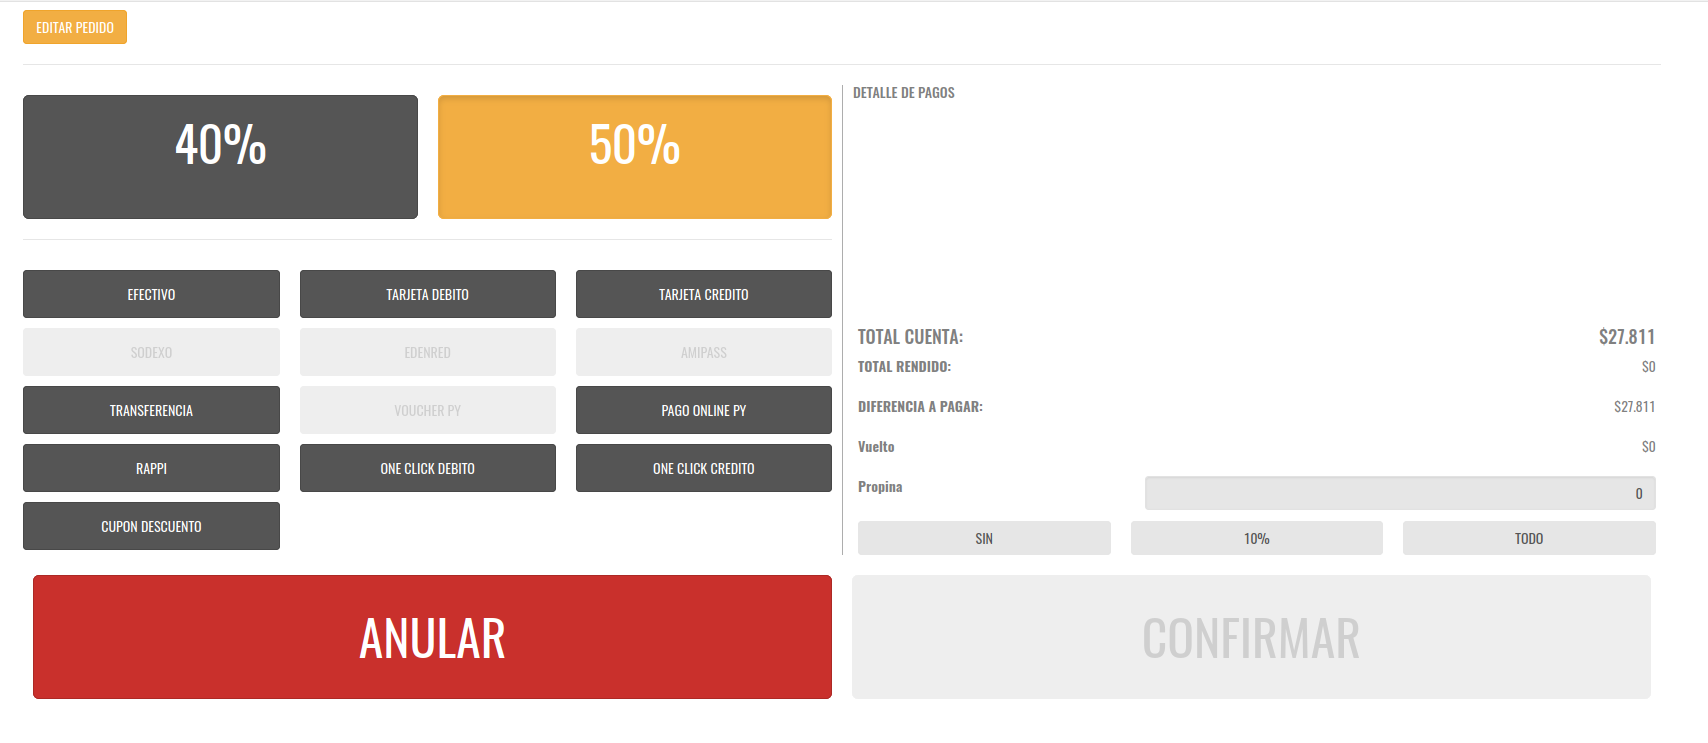 EDITAR PEDIDO
40%
50%
EFECTIVO
TARJETA DEBITO
TARJETA CREDITO
SODEXO
EDENRED
AMIPASS
TRANSFERENCIA
VOUCHER PY
PAGO ONLINE PY
RAPPI
ONE CLICK DEBITO
ONE CLICK CREDITO
CUPON DESCUENTO
DETALLE DE PAGOS
TOTAL CUENTA: $27.811
TOTAL RENDIDO: $0
DIFERENCIA A PAGAR: $27.811
Vuelto $0
Propina 0
SIN
10%
TODO
ANULAR
CONFIRMAR